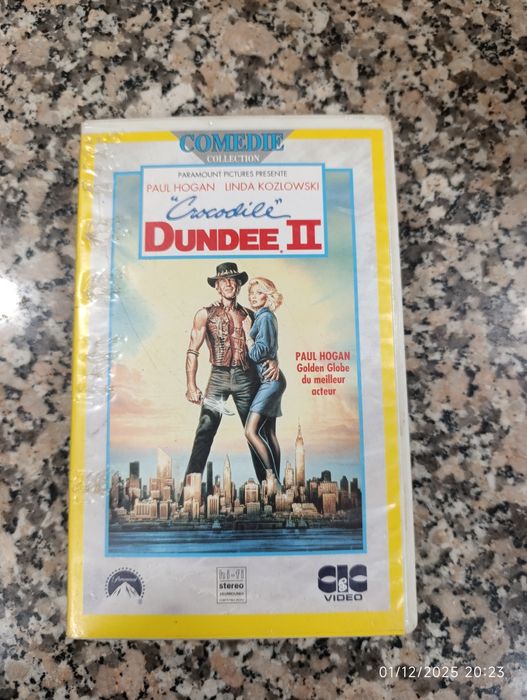 COMEDIE
COLLECTION
PARAMOUNT PICTURES PRESENTE
PAUL HOGAN LINDA KOZLOWSKI
"Crocodile"
DUNDEE II
PAUL HOGAN
Golden Globe
du meilleur
acteur
Paramount
hi-fi
stereo
CIC
VIDEO
01/12/2025 20:23